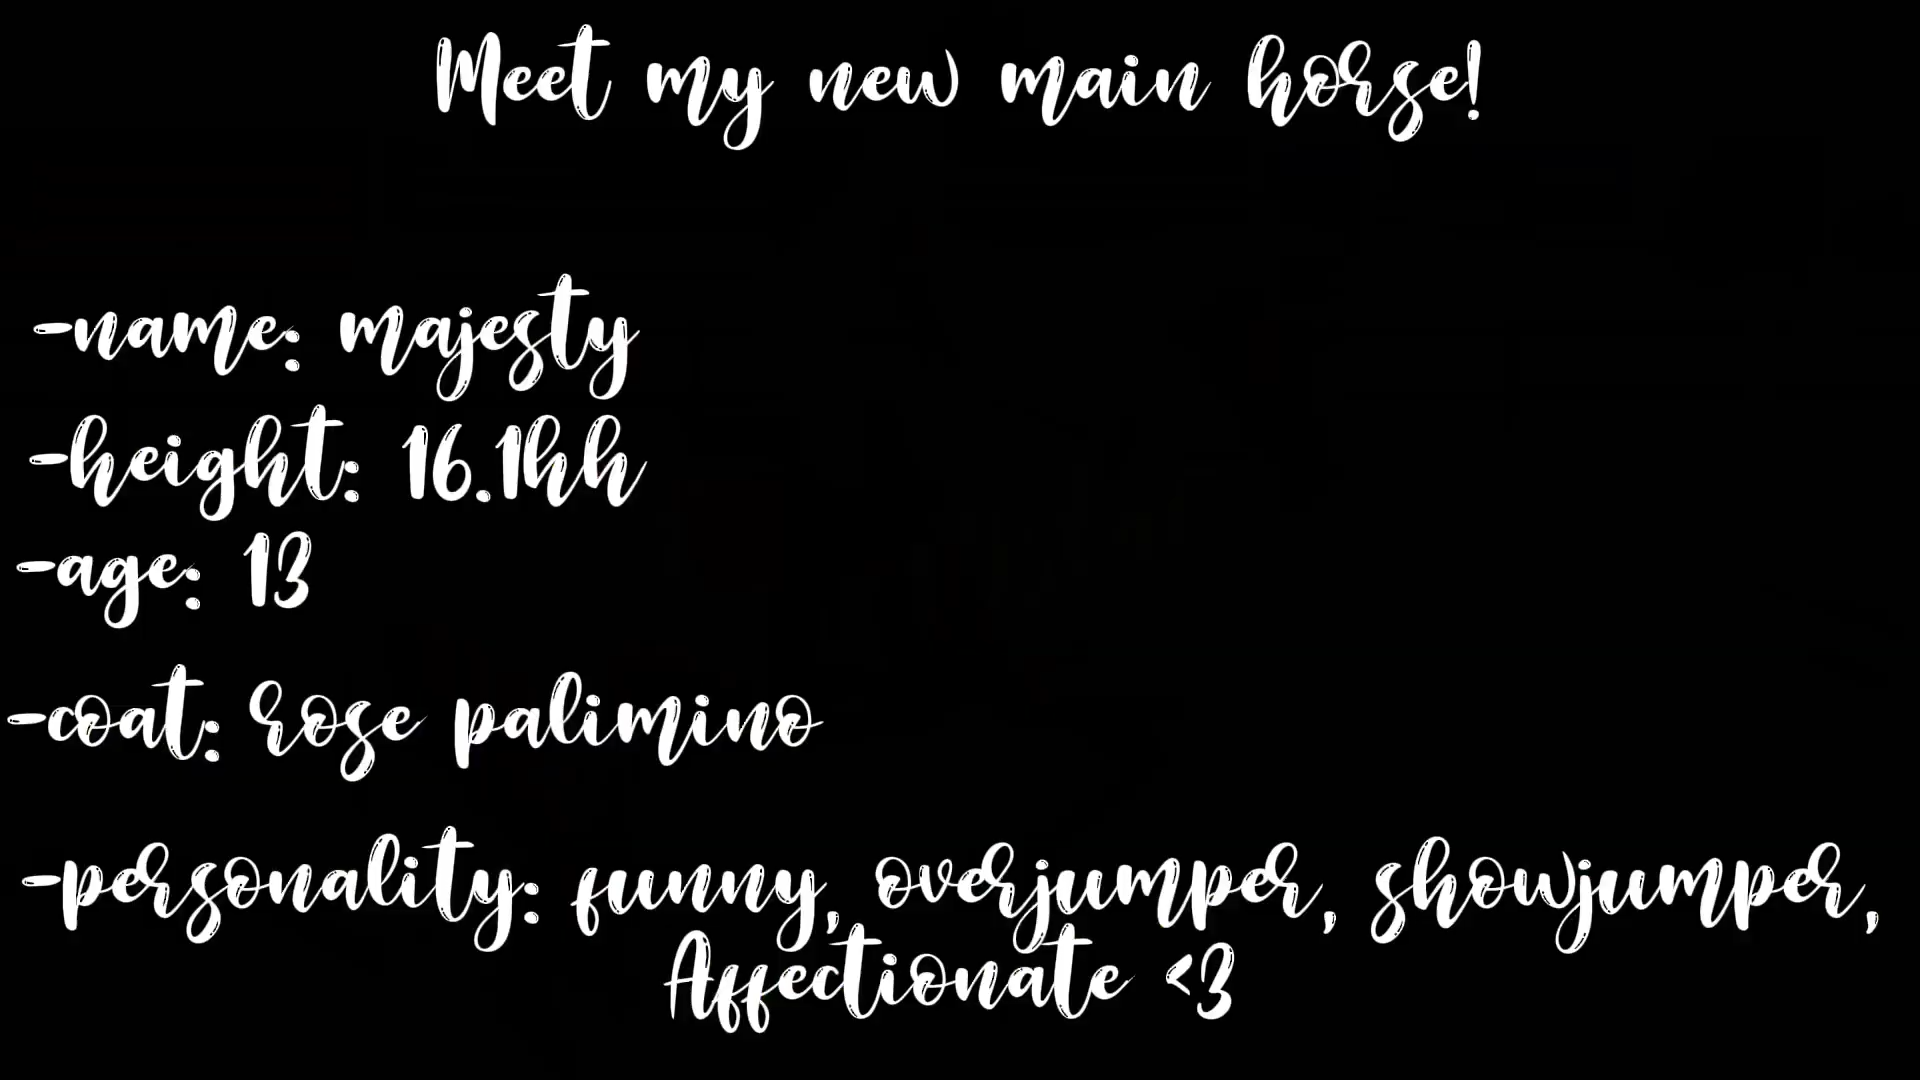 Meet my new main horse!
-name: majesty
-height: 16.1hh
-age: 13
-coat: rose palimino
-personality: funny, overjumper, showjumper,
Affectionate <3